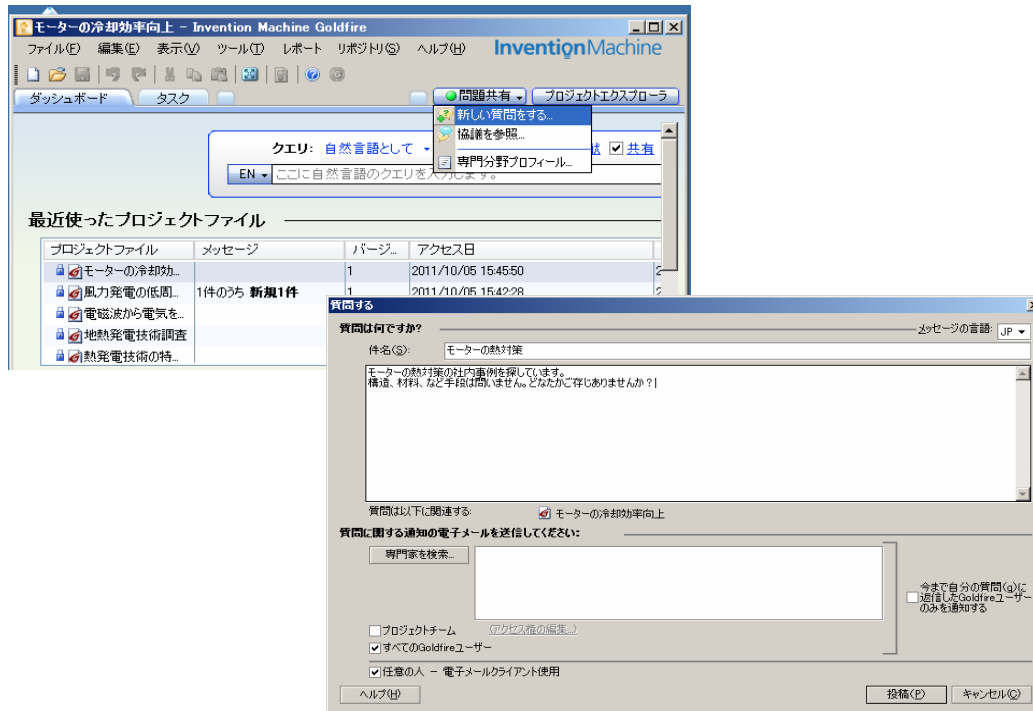 モーターの冷却効率向上 - Invention Machine Goldfire
ファイル(F) 編集(E) 表示(V) ツール(T) レポート リポジトリ(S) ヘルプ(H) InventionMachine
ダッシュボード タスク 問題共有 プロジェクトエクスプローラ
新しい質問をする...
協議を参照...
専門分野プロフィール...
クエリ: 自然言語として 共有
EN ここに自然言語のクエリを入力します。
最近使ったプロジェクトファイル
プロジェクトファイル メッセージ バージ... アクセス日
モーターの冷却効... 1 2011/10/05 15:45:50
風力発電の低周... 1件のうち 新規1件 1 2011/10/05 15:42:28
電磁波から電気を...
地熱発電技術調査
熱発電技術の特...
質問する
質問は何ですか? メッセージの言語: JP
件名(S): モーターの熱対策
モーターの熱対策の社内事例を探しています。
構造、材料、など手段は問いません。どなたかご存じありませんか?
質問は以下に関連する: モーターの冷却効率向上
質問に関する通知の電子メールを送信してください:
専門家を検索...
今まで自分の質問(g)に
返信したGoldfireユーザー
のみを通知する
プロジェクトチーム (アクセス権の編集...)
すべてのGoldfireユーザー
任意の人 - 電子メールクライアント使用
ヘルプ(H) 投稿(P) キャンセル(C)